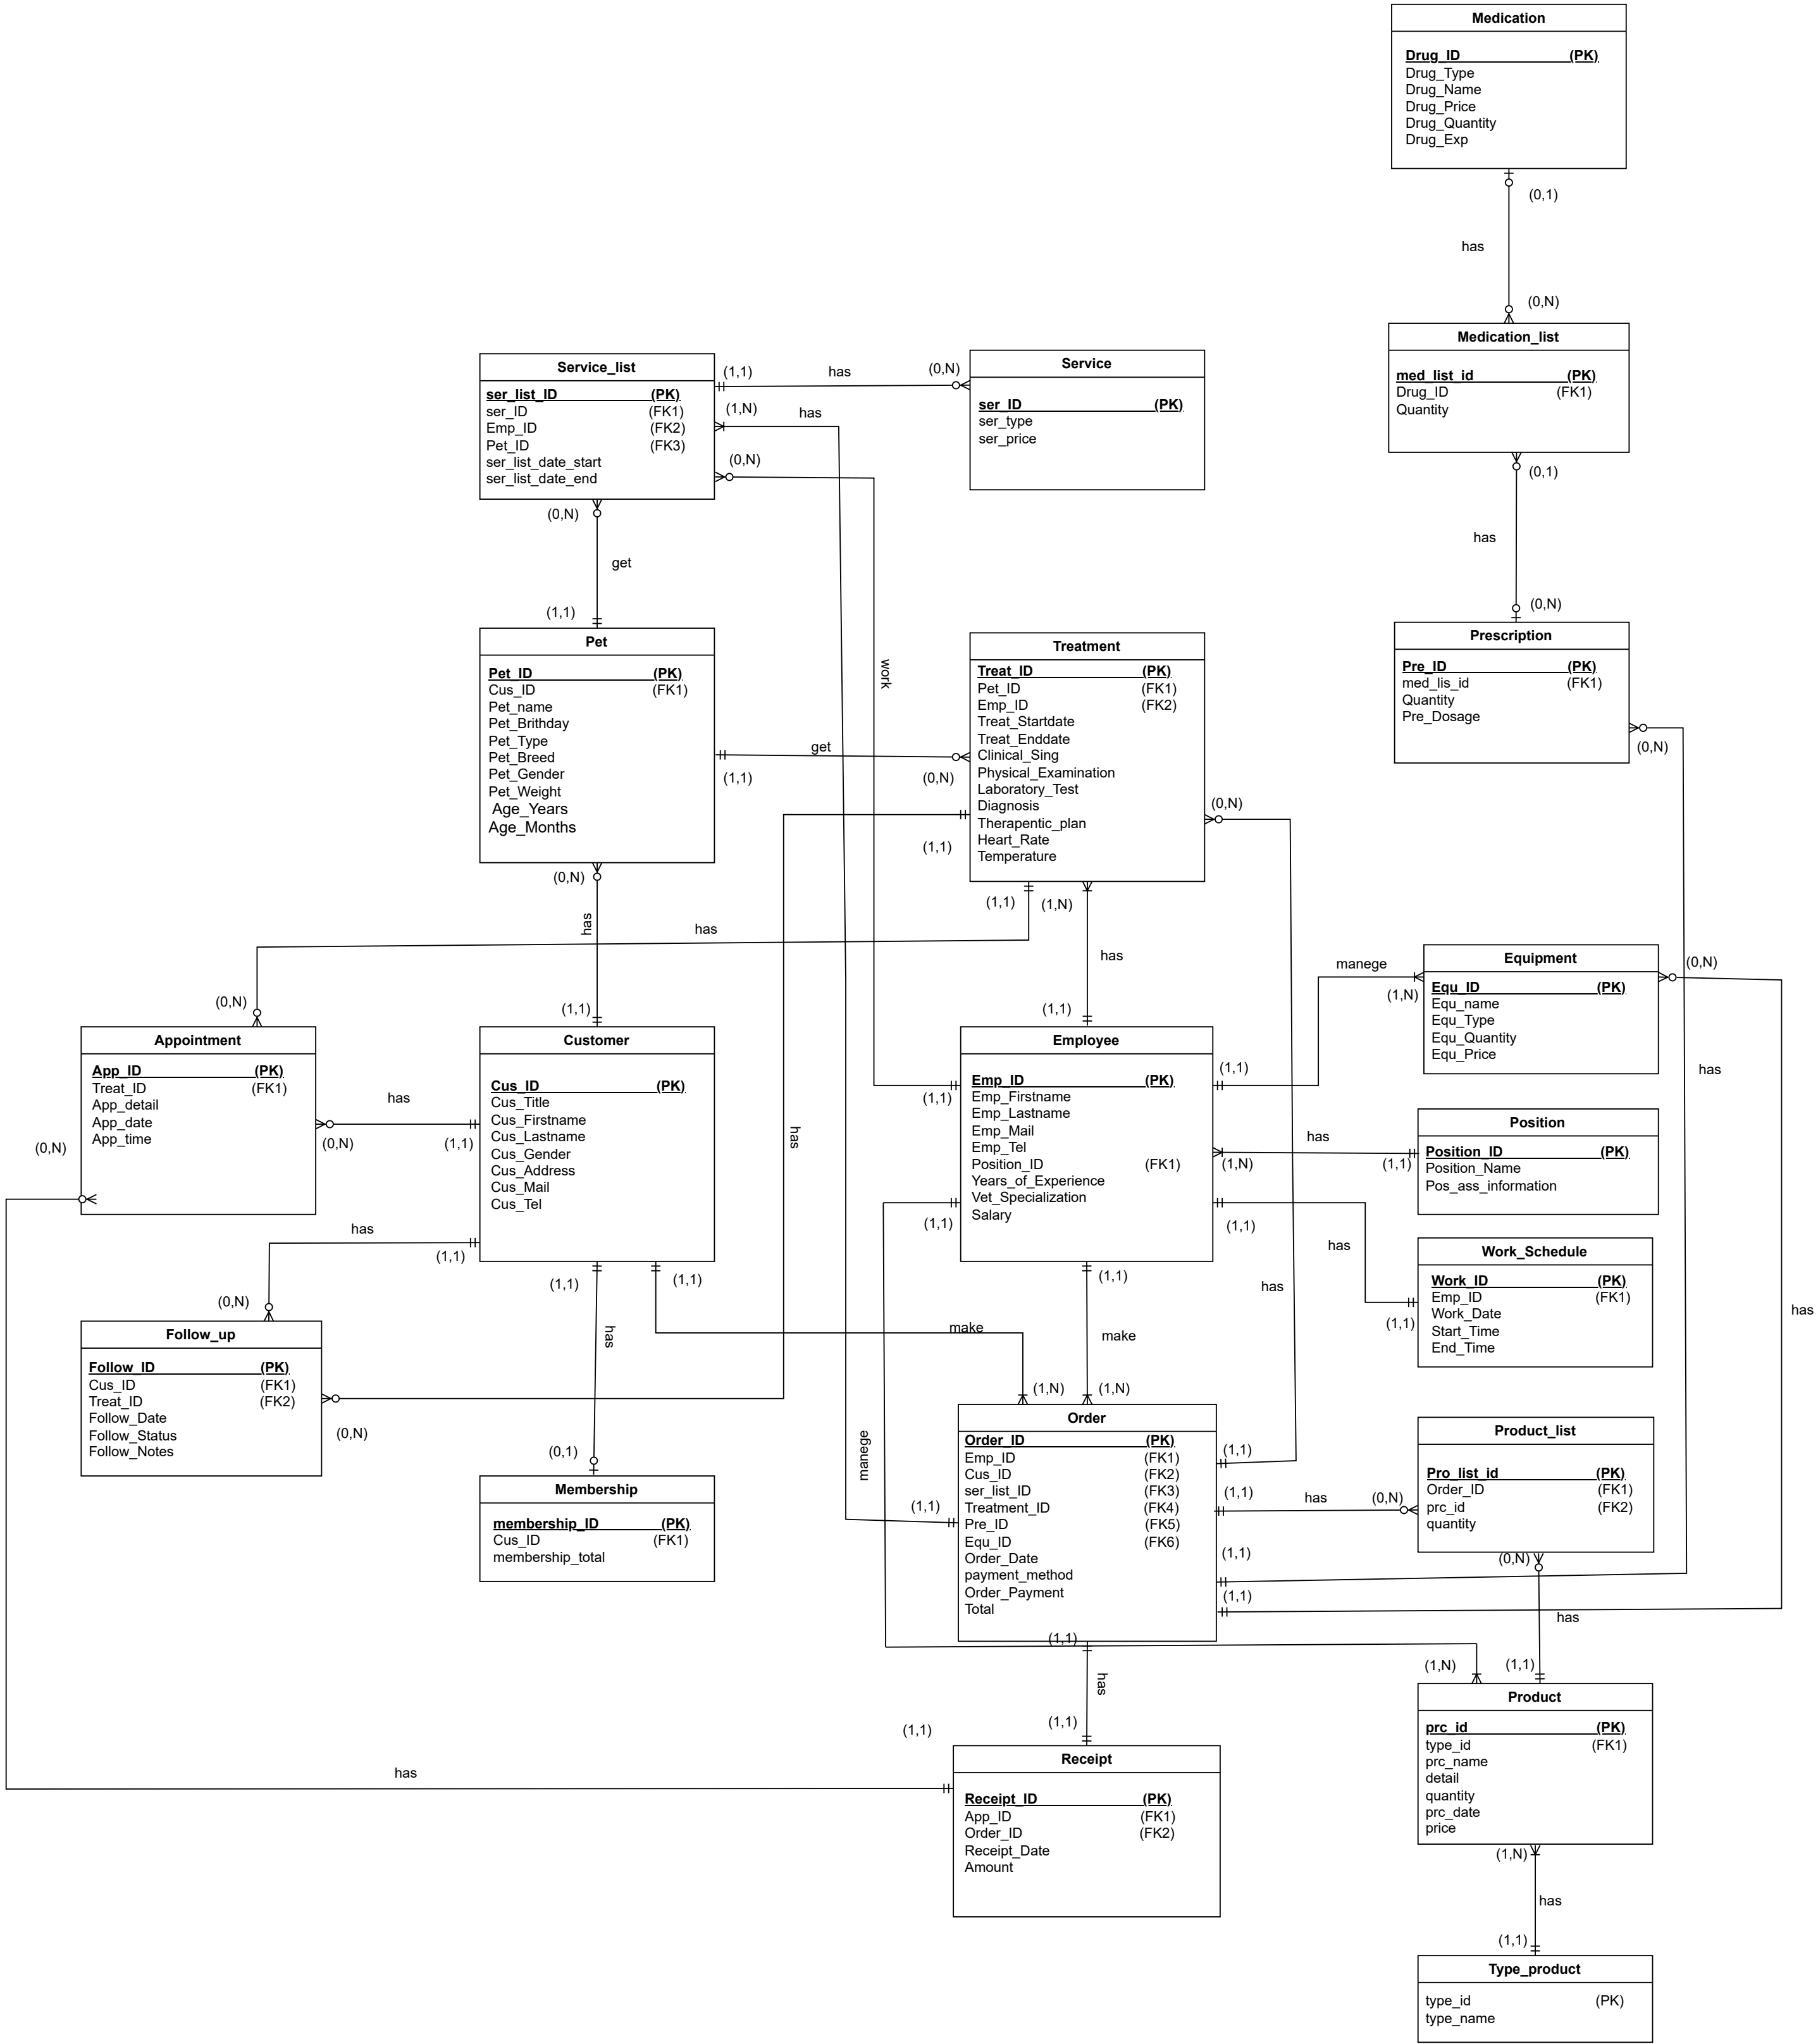 Medication
Drug_ID (PK)
Drug_Type
Drug_Name
Drug_Price
Drug_Quantity
Drug_Exp
(0,1)
has
(0,N)
Medication_list
med_list_id (PK)
Drug_ID (FK1)
Quantity
(0,1)
has
(0,N)
Prescription
Pre_ID (PK)
med_lis_id (FK1)
Quantity
Pre_Dosage
(0,N)
Service_list
ser_list_ID (PK)
ser_ID (FK1)
Emp_ID (FK2)
Pet_ID (FK3)
ser_list_date_start
ser_list_date_end
(1,1)
has
(0,N)
(1,N)
has
(0,N)
Service
ser_ID (PK)
ser_type
ser_price
(0,N)
get
(1,1)
work
Pet
Pet_ID (PK)
Cus_ID (FK1)
Pet_name
Pet_Brithday
Pet_Type
Pet_Breed
Pet_Gender
Pet_Weight
Age_Years
Age_Months
get
(1,1)
(0,N)
(1,1)
Treatment
Treat_ID (PK)
Pet_ID (FK1)
Emp_ID (FK2)
Treat_Startdate
Treat_Enddate
Clinical_Sing
Physical_Examination
Laboratory_Test
Diagnosis
Therapentic_plan
Heart_Rate
Temperature
(0,N)
(0,N)
has
(1,1)
(1,1)
(1,N)
has
has
(1,1)
(0,N)
Appointment
App_ID (PK)
Treat_ID (FK1)
App_detail
App_date
App_time
(0,N)
has
(0,N)
(1,1)
Customer
Cus_ID (PK)
Cus_Title
Cus_Firstname
Cus_Lastname
Cus_Gender
Cus_Address
Cus_Mail
Cus_Tel
has
(1,1)
has
(0,N)
(1,1)
(1,1)
has
Employee
Emp_ID (PK)
Emp_Firstname
Emp_Lastname
Emp_Mail
Emp_Tel
Position_ID (FK1)
Years_of_Experience
Vet_Specialization
Salary
(1,1)
(1,1)
(1,1)
manege
(1,N)
Equipment
Equ_ID (PK)
Equ_name
Equ_Type
Equ_Quantity
Equ_Price
(0,N)
has
has
(1,N)
has
(1,1)
Position
Position_ID (PK)
Position_Name
Pos_ass_information
(1,1)
has
(1,1)
Work_Schedule
Work_ID (PK)
Emp_ID (FK1)
Work_Date
Start_Time
End_Time
has
Follow_up
Follow_ID (PK)
Cus_ID (FK1)
Treat_ID (FK2)
Follow_Date
Follow_Status
Follow_Notes
(0,N)
(0,1)
Membership
membership_ID (PK)
Cus_ID (FK1)
membership_total
make
(1,1)
make
(1,N)
(1,N)
manege
(1,1)
Order
Order_ID (PK)
Emp_ID (FK1)
Cus_ID (FK2)
ser_list_ID (FK3)
Treatment_ID (FK4)
Pre_ID (FK5)
Equ_ID (FK6)
Order_Date
payment_method
Order_Payment
Total
(1,1)
(1,1)
has
(0,N)
(1,1)
(1,1)
(1,1)
Product_list
Pro_list_id (PK)
Order_ID (FK1)
prc_id (FK2)
quantity
(0,N)
has
(1,N)
(1,1)
has
(1,1)
(1,1)
has
Receipt
Receipt_ID (PK)
App_ID (FK1)
Order_ID (FK2)
Receipt_Date
Amount
Product
prc_id (PK)
type_id (FK1)
prc_name
detail
quantity
prc_date
price
(1,N)
has
(1,1)
Type_product
type_id (PK)
type_name